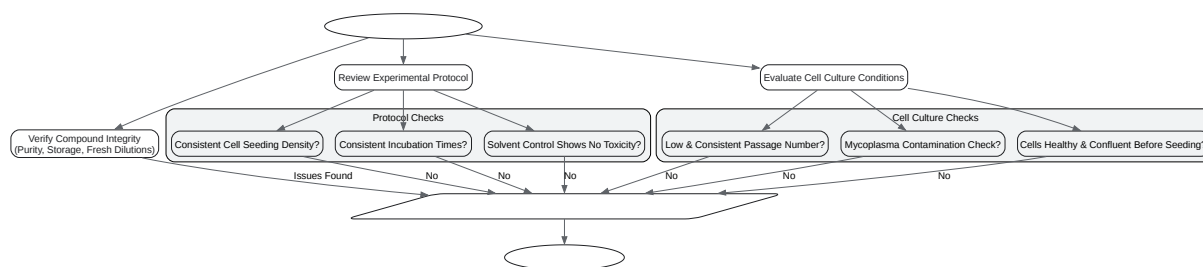 Review Experimental Protocol
Evaluate Cell Culture Conditions
Protocol Checks
Cell Culture Checks
Verify Compound Integrity
(Purity, Storage, Fresh Dilutions)
Consistent Cell Seeding Density?
Consistent Incubation Times?
Solvent Control Shows No Toxicity?
Low & Consistent Passage Number?
Mycoplasma Contamination Check?
Cells Healthy & Confluent Before Seeding?
Issues Found
No
No
No
No
No
No